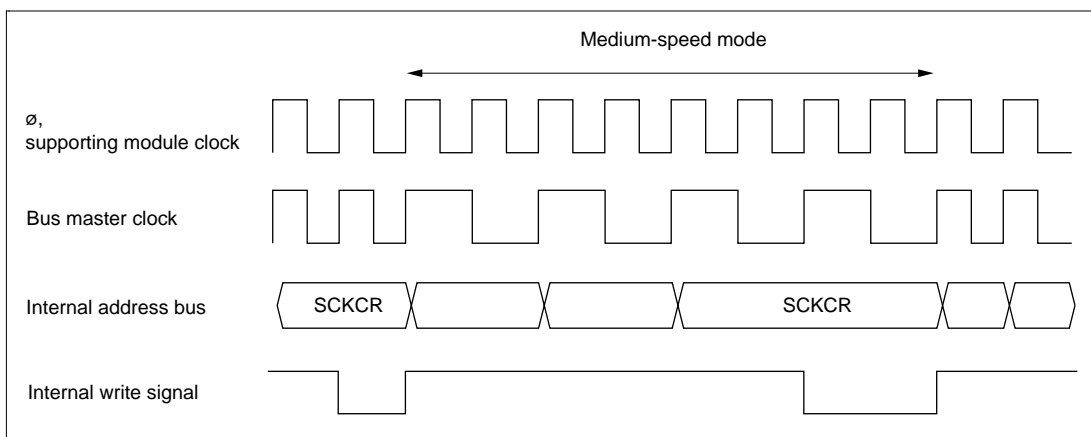 Medium-speed mode
ø,
supporting module clock
Bus master clock
Internal address bus
SCKCR
SCKCR
Internal write signal